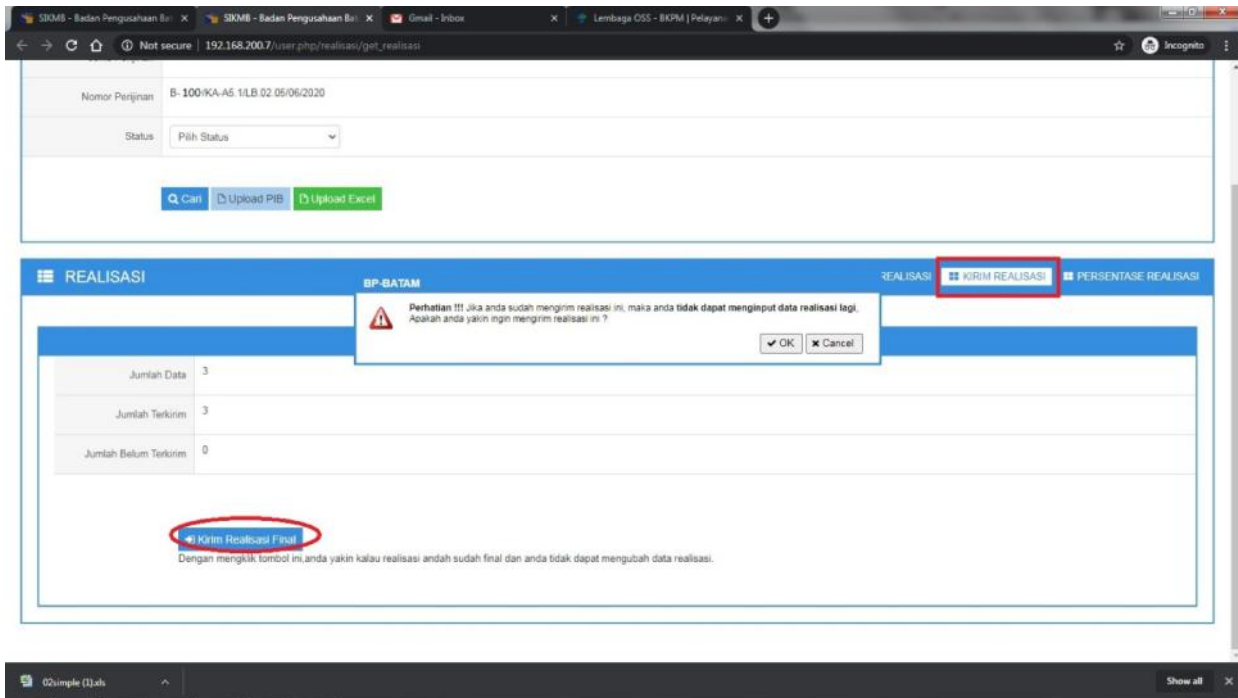 SIKMB - Badan Pengusahaan Bat
SIKMB - Badan Pengusahaan Bat
Gmail - Inbox
Lembaga OSS - BKPM | Pelayan
Not secure | 192.168.200.7/user.php/realisasi/get_realisasi
Incognito
Nomor Perijinan
B- 100/KA-A5.1/LB.02.05/06/2020
Status
Pilih Status
Cari
Upload PIB
Upload Excel
REALISASI
REALISASI
KIRIM REALISASI
PERSENTASE REALISASI
BP-BATAM
Perhatian !!! Jika anda sudah mengirim realisasi ini, maka anda tidak dapat menginput data realisasi lagi,
Apakah anda yakin ingin mengirim realisasi ini ?
OK
Cancel
Jumlah Data 3
Jumlah Terkirim 3
Jumlah Belum Terkirim 0
Kirim Realisasi Final
Dengan mengklik tombol ini,anda yakin kalau realisasi andah sudah final dan anda tidak dapat mengubah data realisasi.
02simple (1).xls
Show all